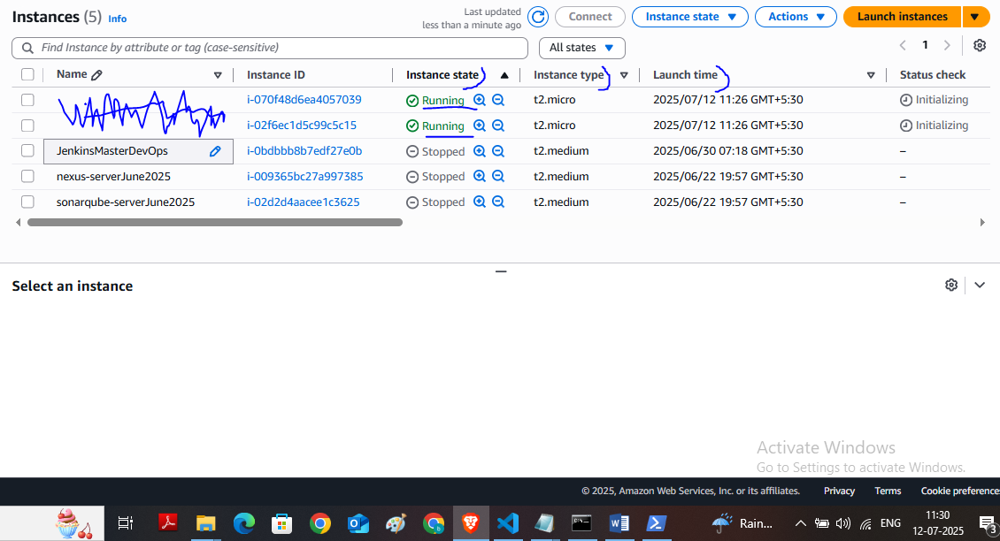 Instances (5) Info
Last updated
less than a minute ago
Connect
Instance state
Actions
Launch instances
Find Instance by attribute or tag (case-sensitive)
All states
1
Name Instance ID Instance state Instance type Launch time Status check
i-070f48d6ea4057039 Running t2.micro 2025/07/12 11:26 GMT+5:30 Initializing
i-02f6ec1d5c99c5c15 Running t2.micro 2025/07/12 11:26 GMT+5:30 Initializing
JenkinsMasterDevOps i-0bdbbb8b7edf27e0b Stopped t2.medium 2025/06/30 07:18 GMT+5:30 –
nexus-serverJune2025 i-009365bc27a997385 Stopped t2.medium 2025/06/22 19:57 GMT+5:30 –
sonarqube-serverJune2025 i-02d2d4aacee1c3625 Stopped t2.medium 2025/06/22 19:57 GMT+5:30 –
Select an instance
Activate Windows
Go to Settings to activate Windows.
© 2025, Amazon Web Services, Inc. or its affiliates. Privacy Terms Cookie preference
Rain... ENG 11:30
12-07-2025
3